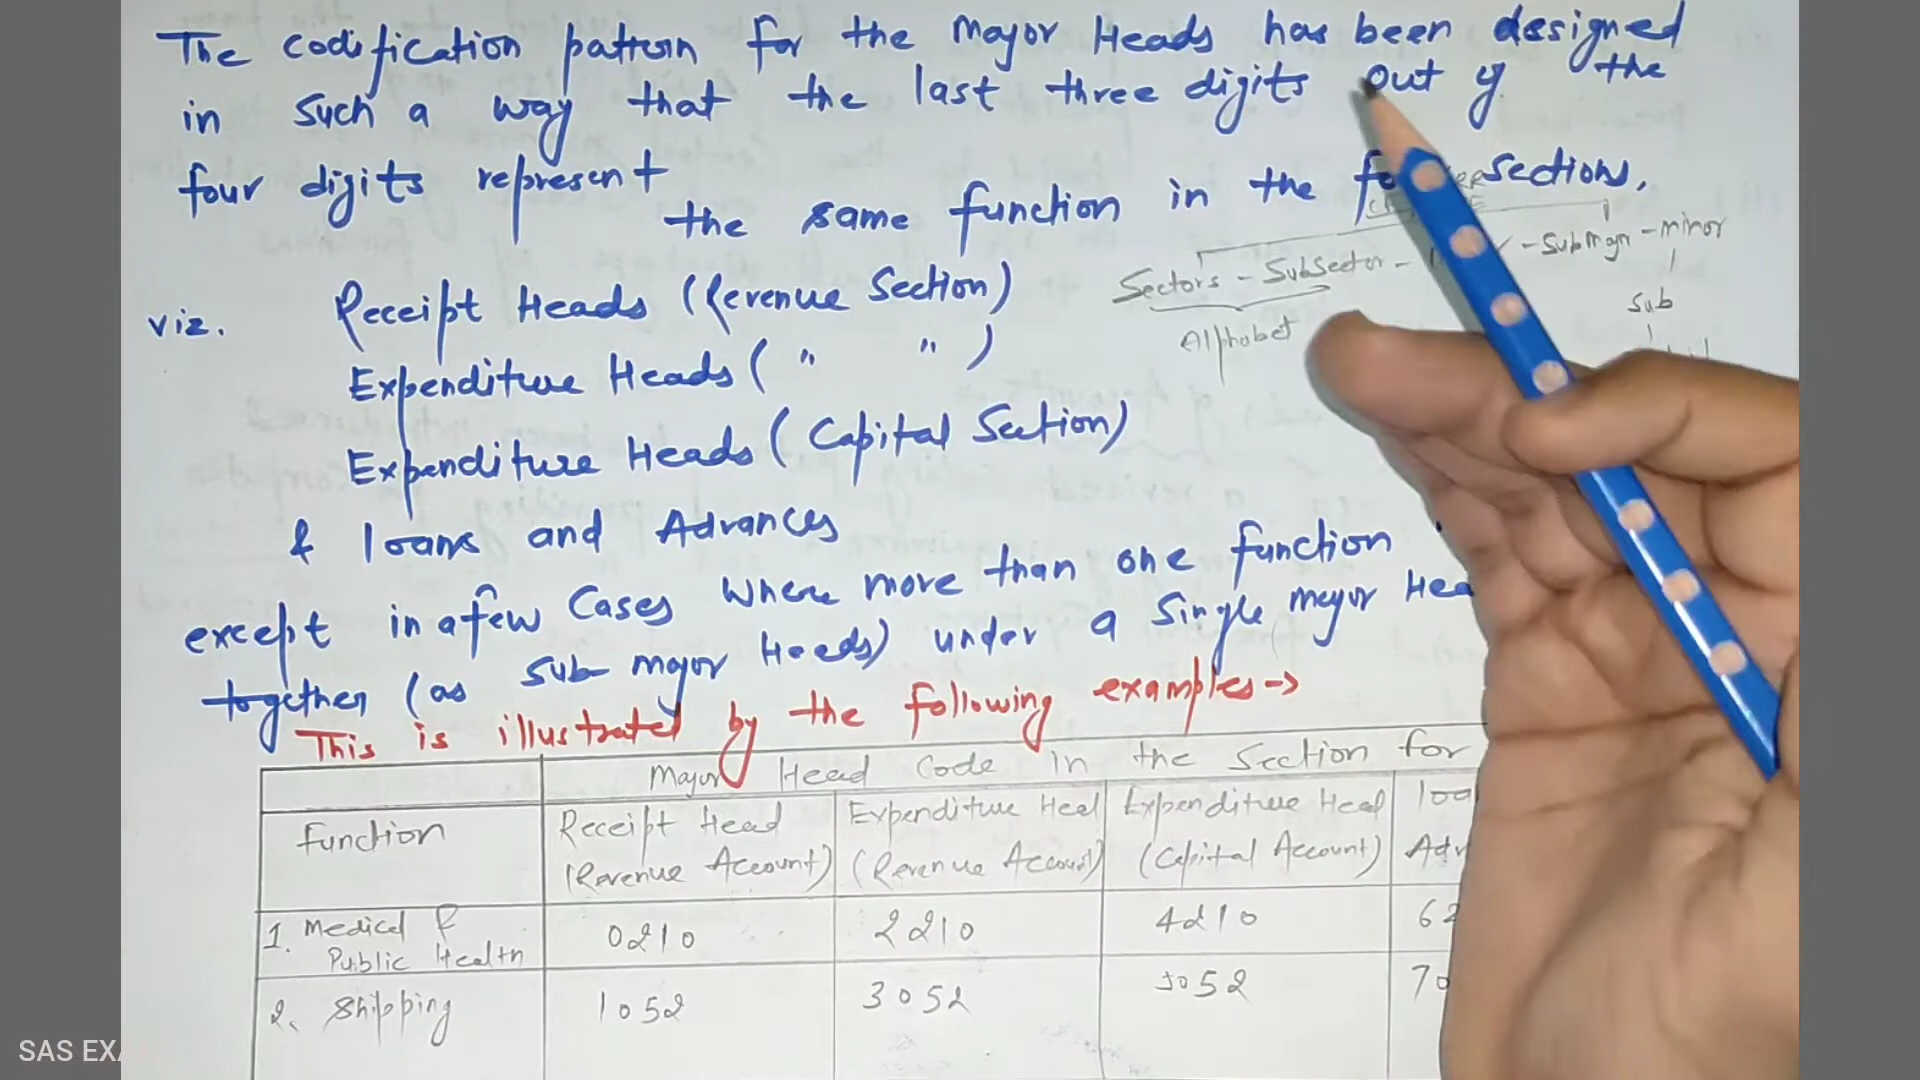 The codification pattern for the Major Heads has been designed
in such a way that the last three digits out of the
four digits represent
the same function in the sections,
Sectors - Subsector - - Submajr - minor
Alphabet
Sub
viz. Receipt Heads (Revenue Section)
Expenditure Heads ( " " )
Expenditure Heads ( Capital Section)
& loans and Advances
except in a few Cases where more than one function
together (as sub-major Heads) under a single major Hea
This is illustrated by the following examples→
Major Head Code in the Section for
Function
Receipt Head (Revenue Account)
Expenditure Head (Revenue Account)
Expenditure Head (Capital Account)
1. Medical & Public Health 0210 2210 4210 62
2. Shipping 1052 3052 5052 70
SAS EXA